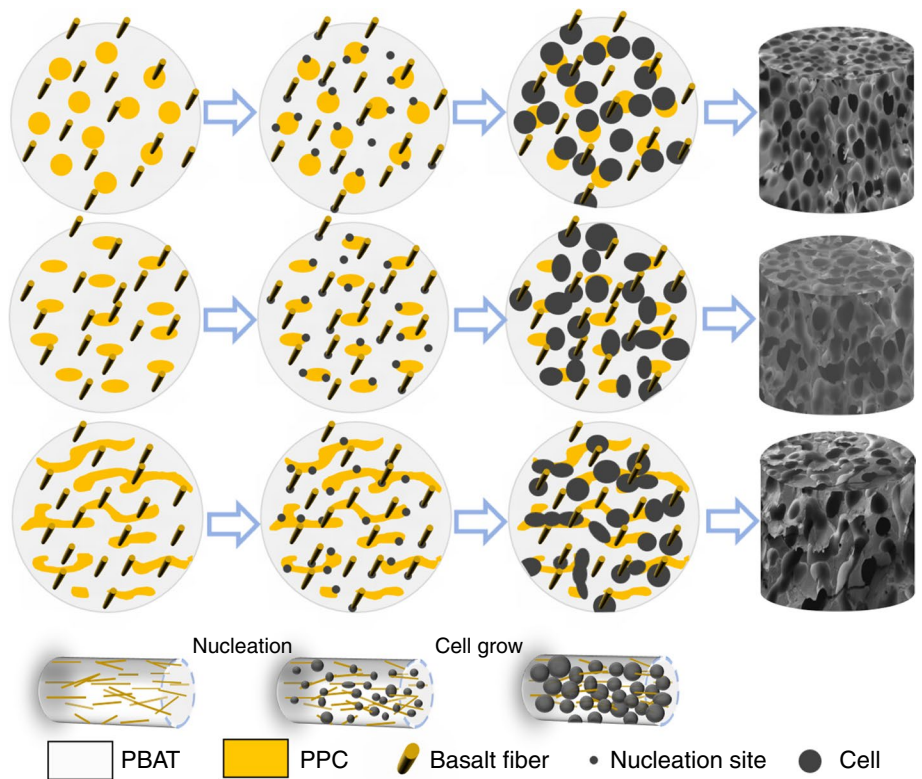 Nucleation
Cell grow
PBAT
PPC
Basalt fiber
Nucleation site
Cell